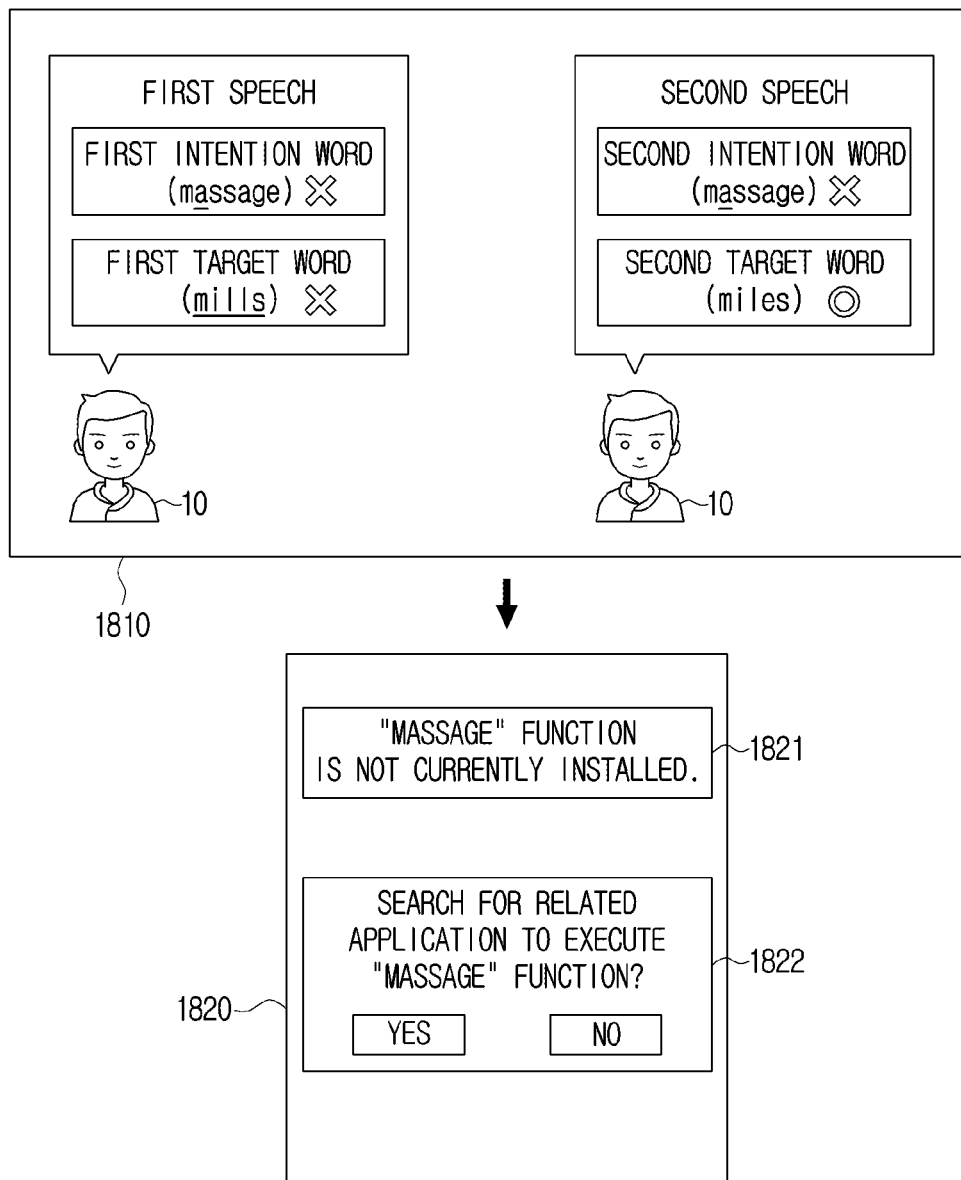 FIRST SPEECH
FIRST INTENTION WORD
(massage)
FIRST TARGET WORD
(mills)
10
SECOND SPEECH
SECOND INTENTION WORD
(massage)
SECOND TARGET WORD
(miles)
10
1810
"MASSAGE" FUNCTION
IS NOT CURRENTLY INSTALLED.
1821
SEARCH FOR RELATED
APPLICATION TO EXECUTE
"MASSAGE" FUNCTION?
YES NO
1822
1820